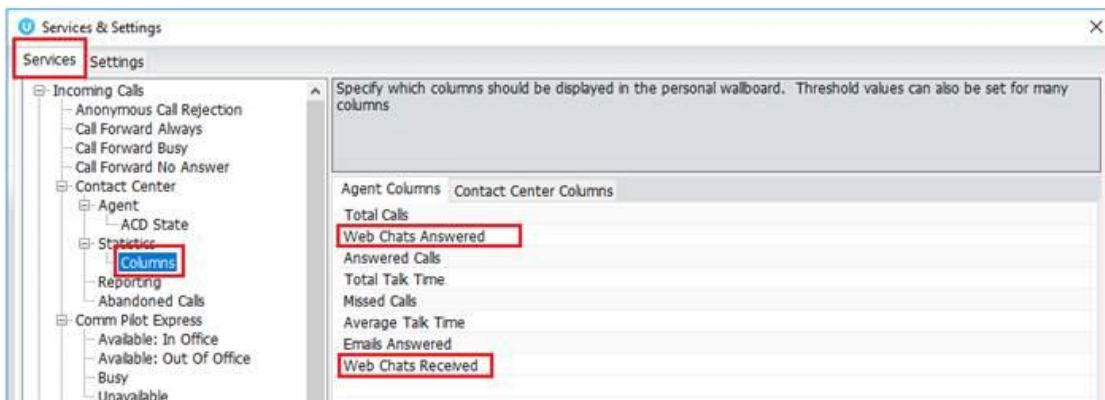 Services & Settings
Services Settings
Incoming Calls
Anonymous Call Rejection
Call Forward Always
Call Forward Busy
Call Forward No Answer
Contact Center
Agent
ACD State
Statistics
Columns
Reporting
Abandoned Calls
Comm Pilot Express
Available: In Office
Available: Out Of Office
Busy
Unavailable
Specify which columns should be displayed in the personal wallboard. Threshold values can also be set for many
columns
Agent Columns Contact Center Columns
Total Calls
Web Chats Answered
Answered Calls
Total Talk Time
Missed Calls
Average Talk Time
Emails Answered
Web Chats Received